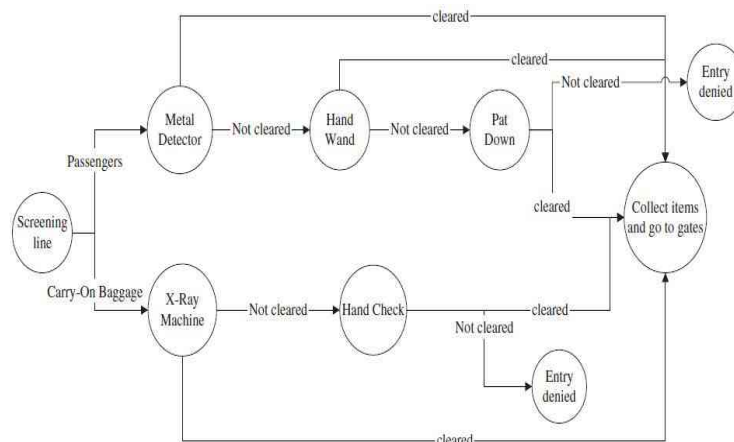 cleared
cleared
Entry
denied
Not cleared
Metal
Detector
Not cleared
Hand
Wand
Not cleared
Pat
Down
Passengers
Screening
line
cleared
Collect items
and go to gates
Carry-On Baggage
X-Ray
Machine
Not cleared
Hand Check
cleared
Not cleared
Entry
denied
cleared